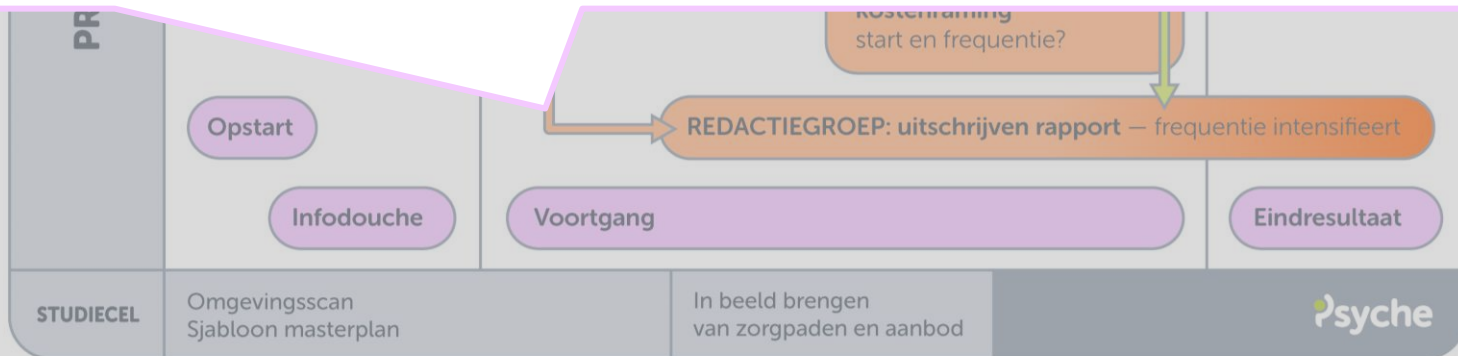 PR
kostenraming
start en frequentie?
Opstart
REDACTIEGROEP: uitschrijven rapport — frequentie intensifieert
Infodouche
Voortgang
Eindresultaat
STUDIECEL
Omgevingsscan
Sjabloon masterplan
In beeld brengen
van zorgpaden en aanbod
Psyche